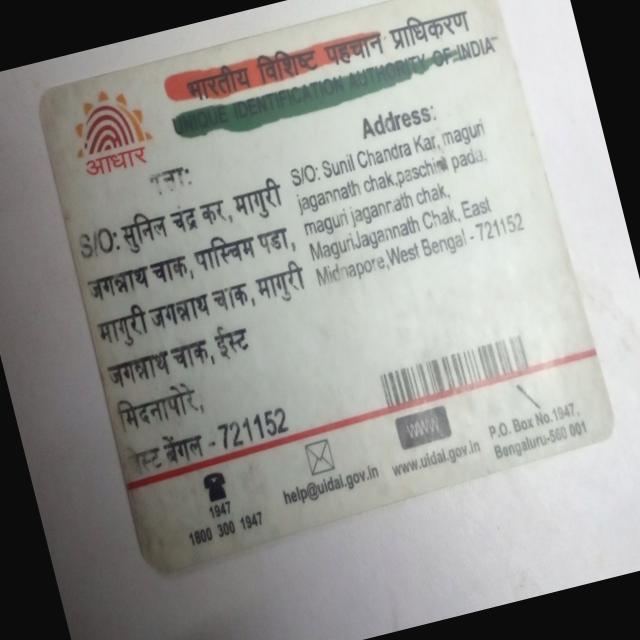 भारतीय विशिष्ट पहचान प्राधिकरण
UNIQUE IDENTIFICATION AUTHORITY OF INDIA
आधार
Address:
S/O: सुनिल चंद्र कर, मागुरी
जगन्नाथ चाक, पास्चिम पडा,
मागुरी जगन्नाथ चाक, मागुरी
जगन्नाथ चाक, ईस्ट
मिदनापोरे,
बेंगल - 721152
S/O: Sunil Chandra Kar, maguri
jagannath chak,paschim pada,
maguri jagannath chak,
MaguriJagannath Chak, East
Midnapore,West Bengal - 721152
1947
1800 300 1947
help@uidai.gov.in
www.uidai.gov.in
P.O. Box No.1947,
Bengaluru-560 001